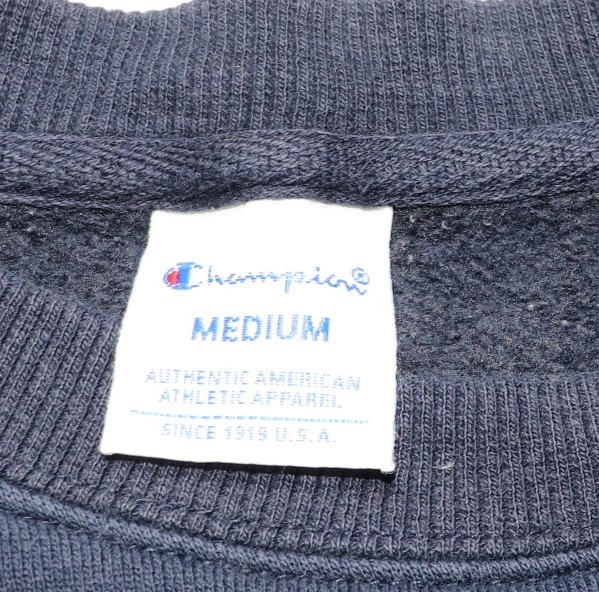 Champion®
MEDIUM
AUTHENTIC AMERICAN
ATHLETIC APPAREL
SINCE 1919 U.S.A.